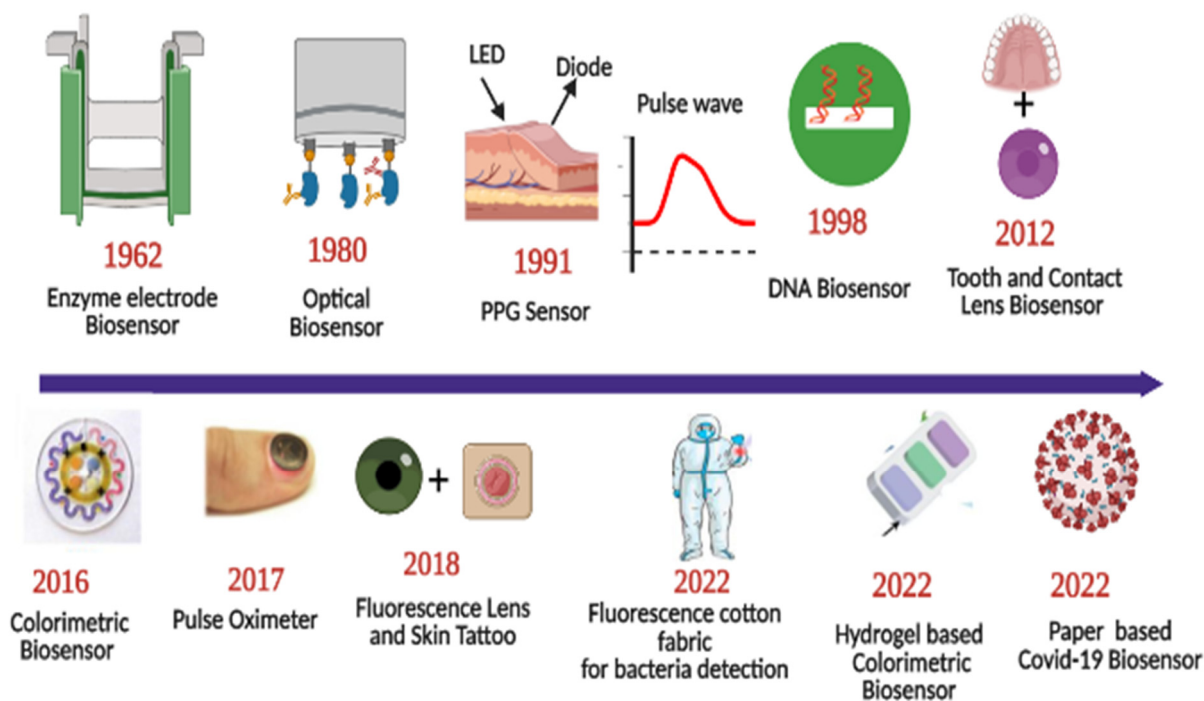 LED
Diode
Pulse wave
1962
Enzyme electrode
Biosensor
1980
Optical
Biosensor
1991
PPG Sensor
1998
DNA Biosensor
2012
Tooth and Contact
Lens Biosensor
2016
Colorimetric
Biosensor
2017
Pulse Oximeter
2018
Fluorescence Lens
and Skin Tattoo
2022
Fluorescence cotton
fabric
for bacteria detection
2022
Hydrogel based
Colorimetric
Biosensor
2022
Paper based
Covid-19 Biosensor